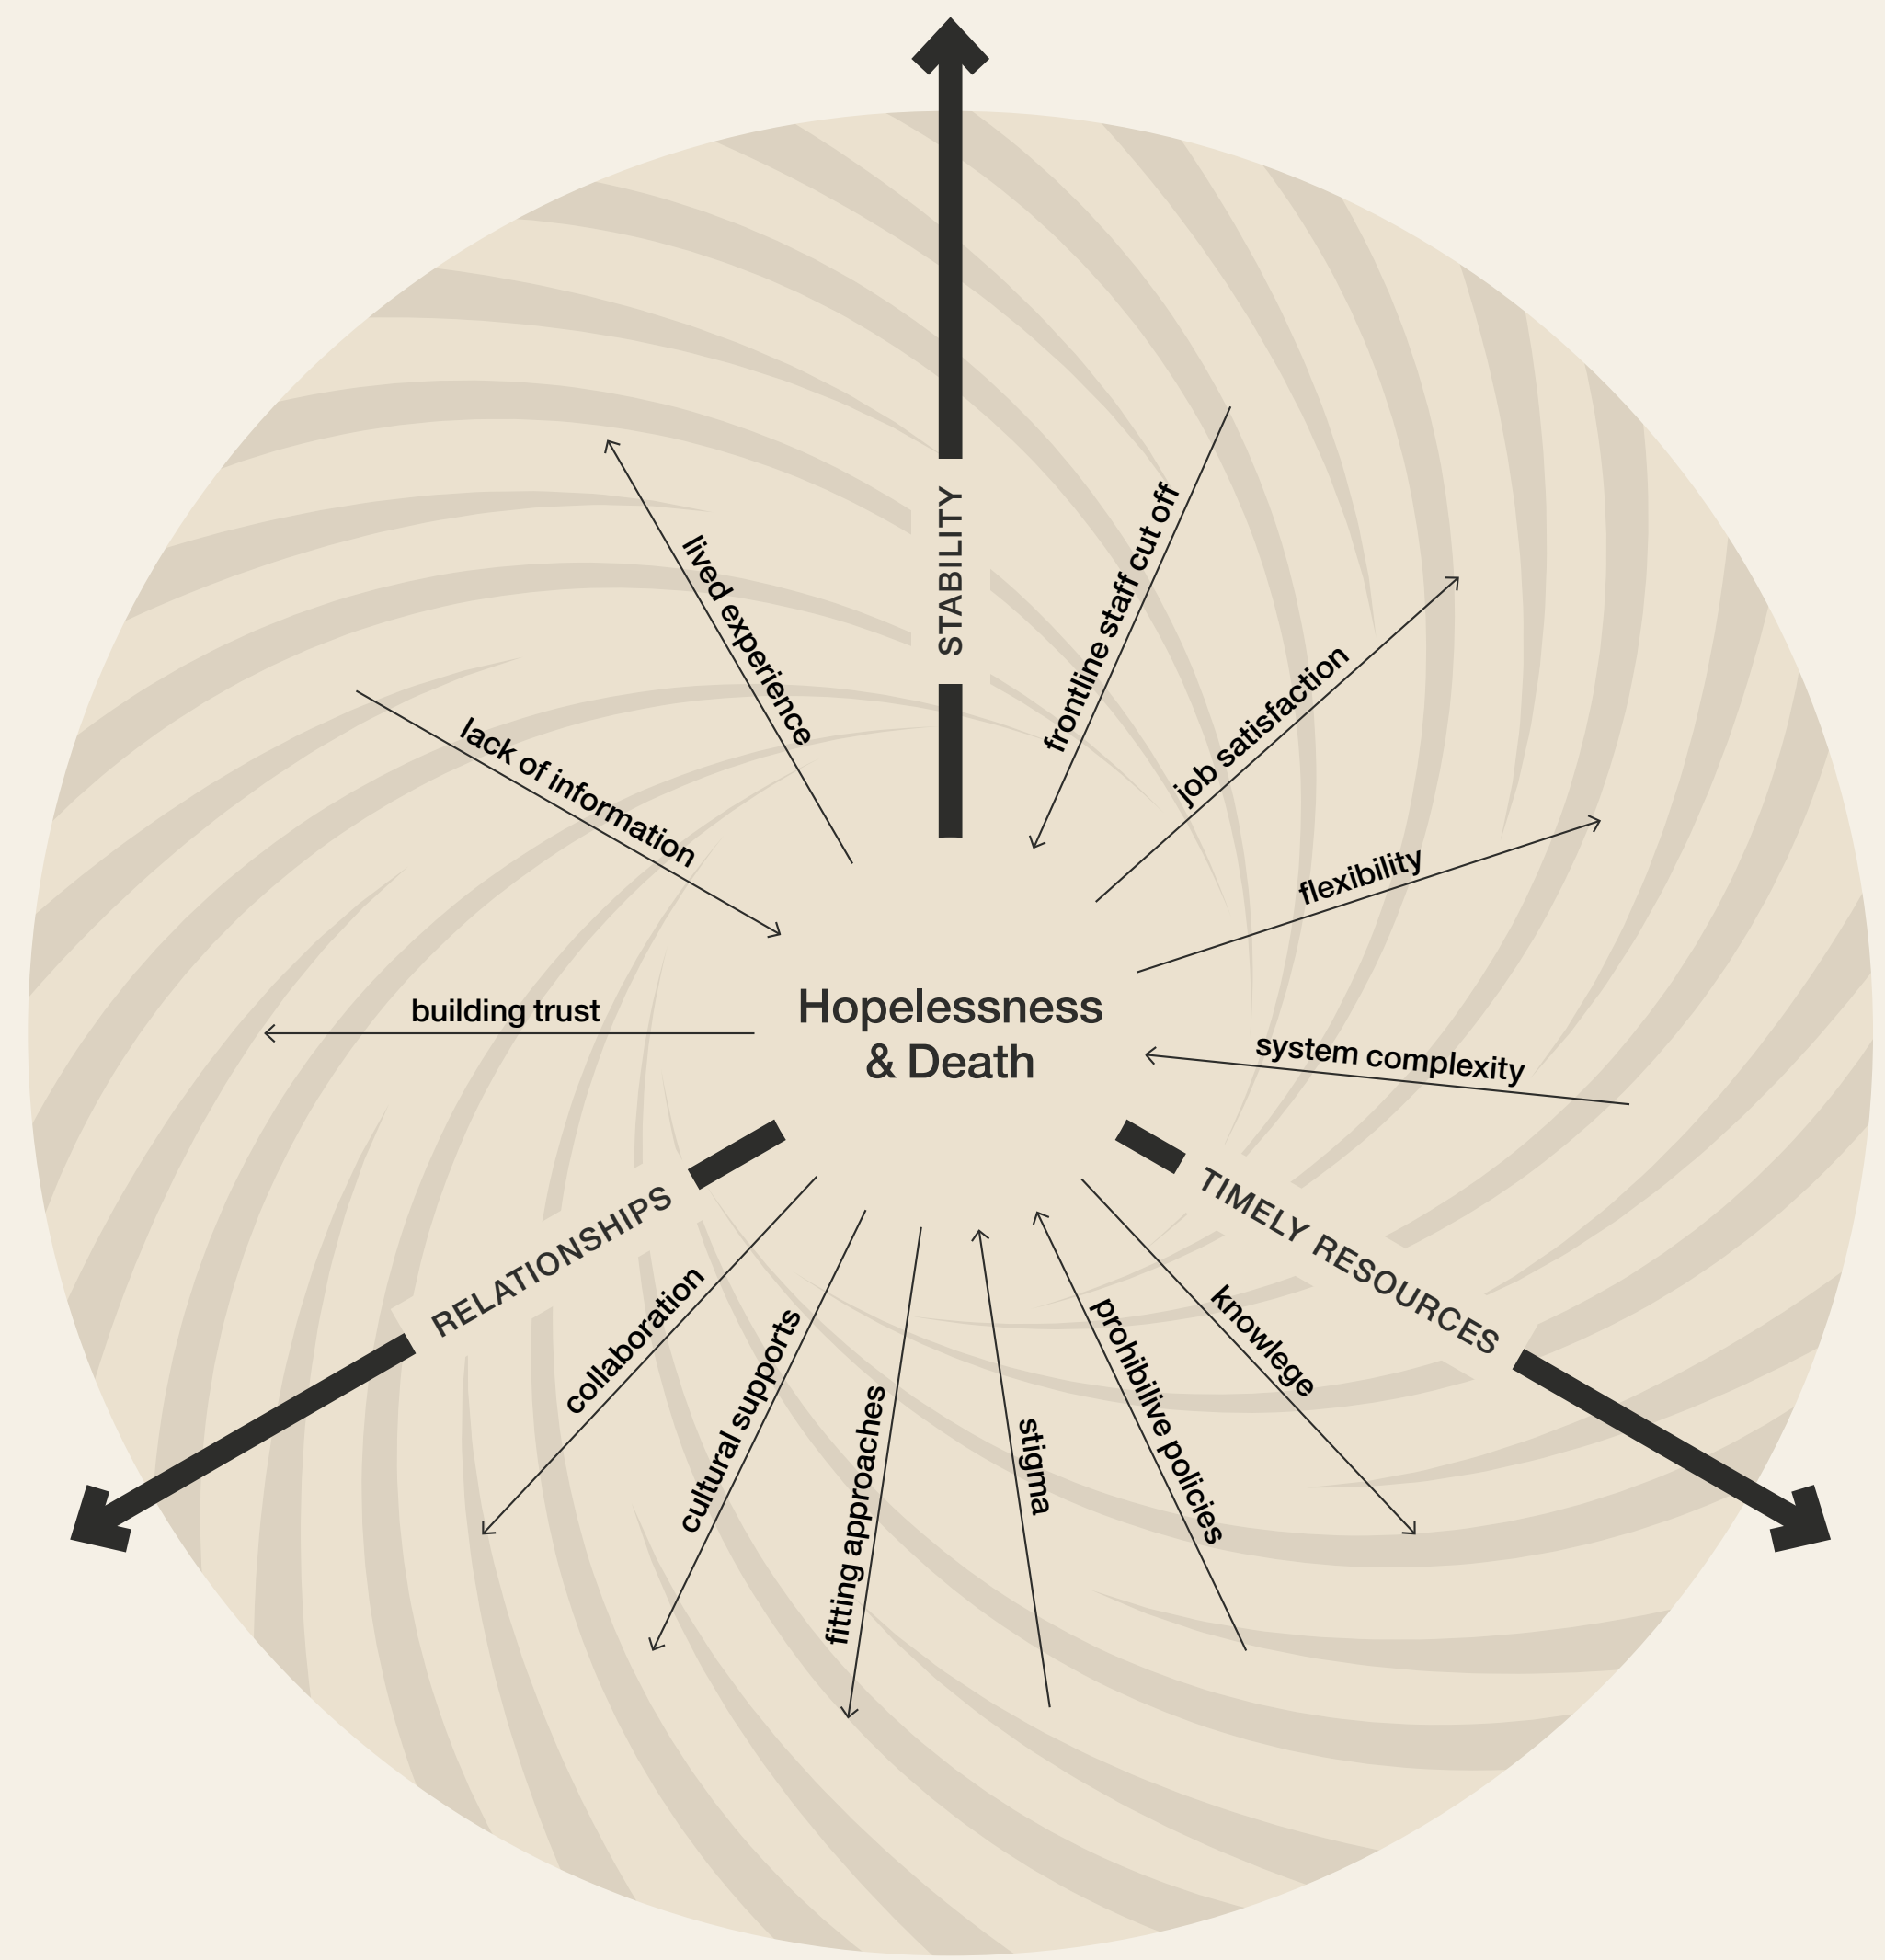 STABILITY
frontline staff cut off
lived experience
job satisfaction
lack of information
flexibility
Hopelessness
& Death
building trust
system complexity
RELATIONSHIPS
TIMELY RESOURCES
collaboration
cultural supports
fitting approaches
stigma
prohibilive policies
knowlege